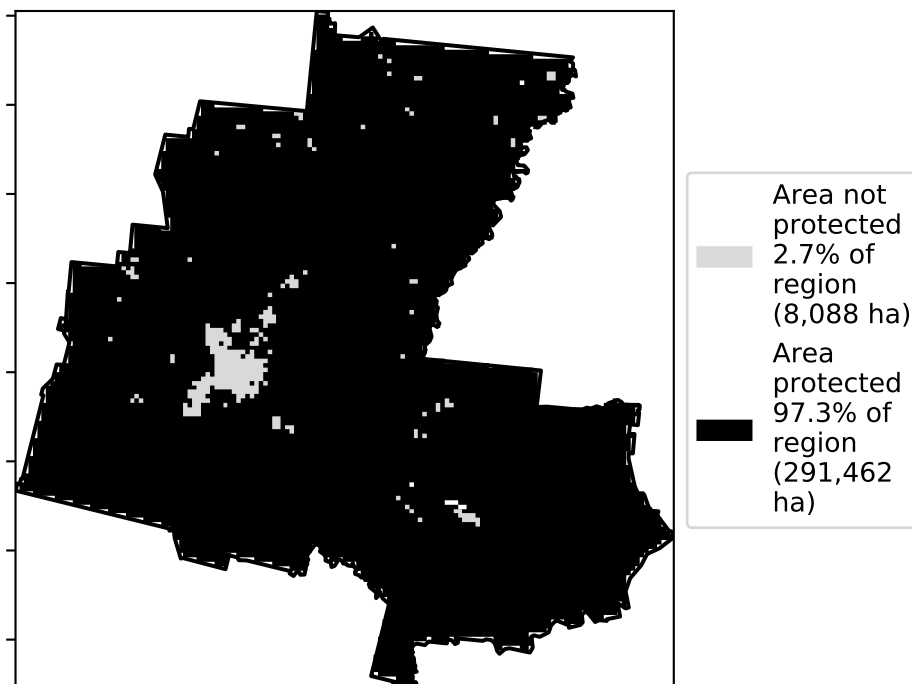 Area not
protected
2.7% of
region
(8,088 ha)
Area
protected
97.3% of
region
(291,462
ha)